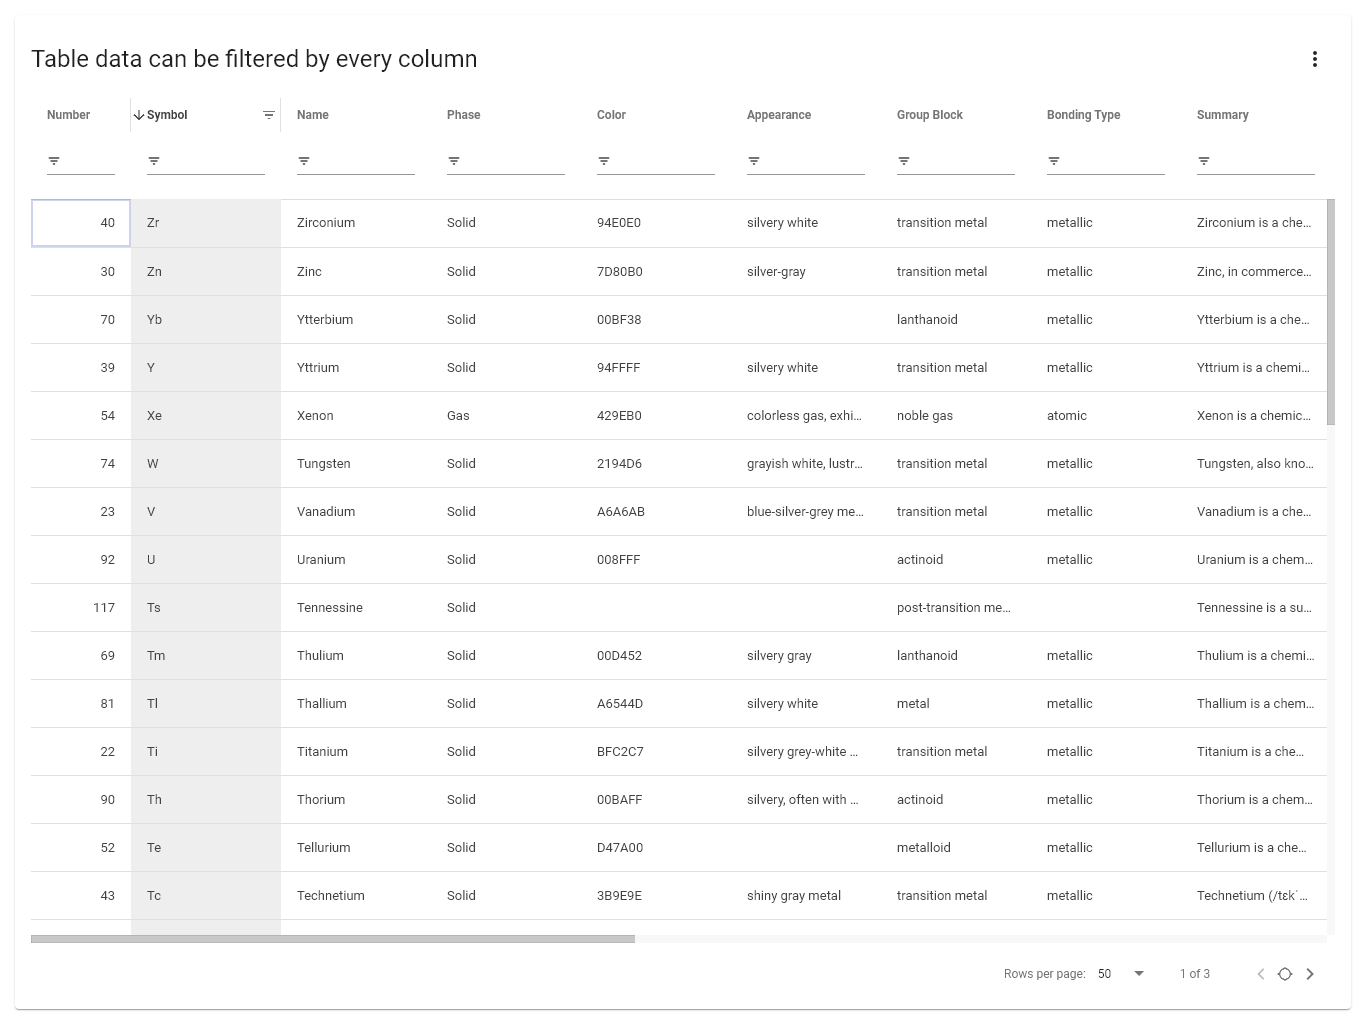 Table data can be filtered by every column
Number Symbol Name Phase Color Appearance Group Block Bonding Type Summary
40 Zr Zirconium Solid 94E0E0 silvery white transition metal metallic Zirconium is a che…
30 Zn Zinc Solid 7D80B0 silver-gray transition metal metallic Zinc, in commerce…
70 Yb Ytterbium Solid 00BF38 lanthanoid metallic Ytterbium is a che…
39 Y Yttrium Solid 94FFFF silvery white transition metal metallic Yttrium is a chemi…
54 Xe Xenon Gas 429EB0 colorless gas, exhi… noble gas atomic Xenon is a chemic…
74 W Tungsten Solid 2194D6 grayish white, lustr… transition metal metallic Tungsten, also kno…
23 V Vanadium Solid A6A6AB blue-silver-grey me… transition metal metallic Vanadium is a che…
92 U Uranium Solid 008FFF actinoid metallic Uranium is a chem…
117 Ts Tennessine Solid post-transition me… Tennessine is a su…
69 Tm Thulium Solid 00D452 silvery gray lanthanoid metallic Thulium is a chemi…
81 Tl Thallium Solid A6544D silvery white metal metallic Thallium is a chem…
22 Ti Titanium Solid BFC2C7 silvery grey-white … transition metal metallic Titanium is a che…
90 Th Thorium Solid 00BAFF silvery, often with … actinoid metallic Thorium is a chem…
52 Te Tellurium Solid D47A00 metalloid metallic Tellurium is a che…
43 Tc Technetium Solid 3B9E9E shiny gray metal transition metal metallic Technetium (/tɛkˈ…
Rows per page: 50 1 of 3